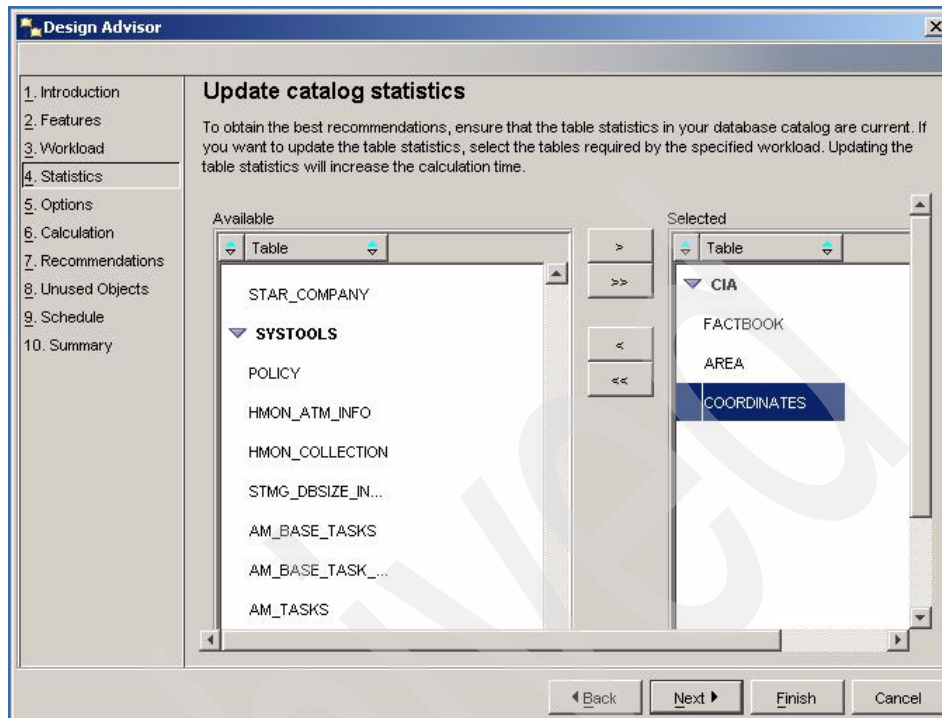 Design Advisor
1. Introduction
2. Features
3. Workload
4. Statistics
5. Options
6. Calculation
7. Recommendations
8. Unused Objects
9. Schedule
10. Summary
Update catalog statistics
To obtain the best recommendations, ensure that the table statistics in your database catalog are current. If
you want to update the table statistics, select the tables required by the specified workload. Updating the
table statistics will increase the calculation time.
Available
Table
STAR_COMPANY
SYSTOOLS
POLICY
HMON_ATM_INFO
HMON_COLLECTION
STMG_DBSIZE_IN...
AM_BASE_TASKS
AM_BASE_TASK_...
AM_TASKS
>
>>
<
<<
Selected
Table
CIA
FACTBOOK
AREA
COORDINATES
Back
Next
Finish
Cancel